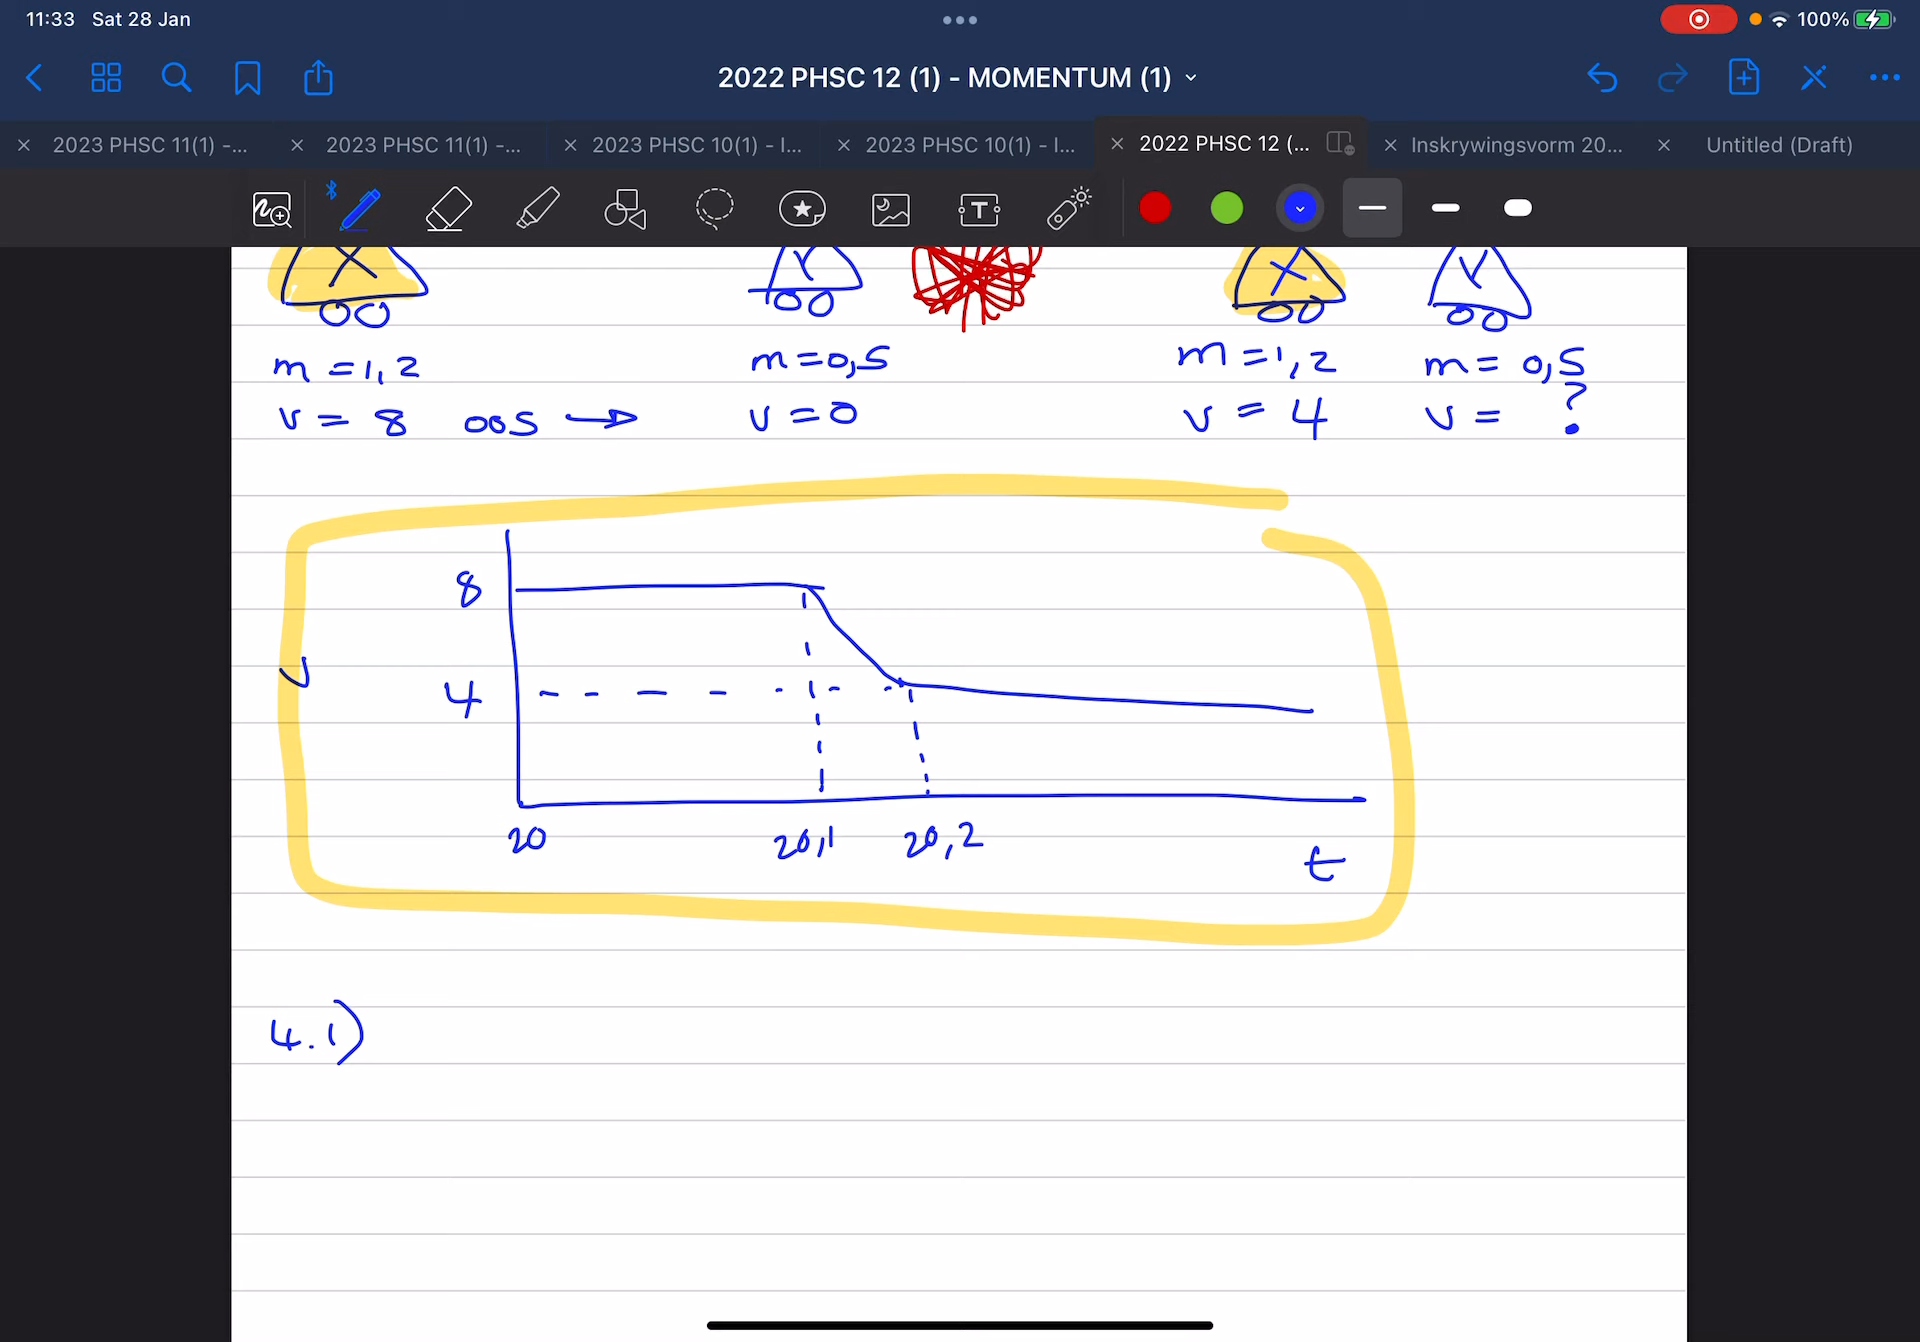 11:33 Sat 28 Jan 100%
2022 PHSC 12 (1) - MOMENTUM (1)
2023 PHSC 11(1) -... 2023 PHSC 11(1) -... 2023 PHSC 10(1) - I... 2023 PHSC 10(1) - I... 2022 PHSC 12 (... Inskrywingsvorm 20... Untitled (Draft)
T
X Y X Y
m = 1,2 m = 0,5 m = 1,2 m = 0,5
v = 8 oos → v = 0 v = 4 v = ?
8
v
4
20 20,1 20,2
t
4.1)